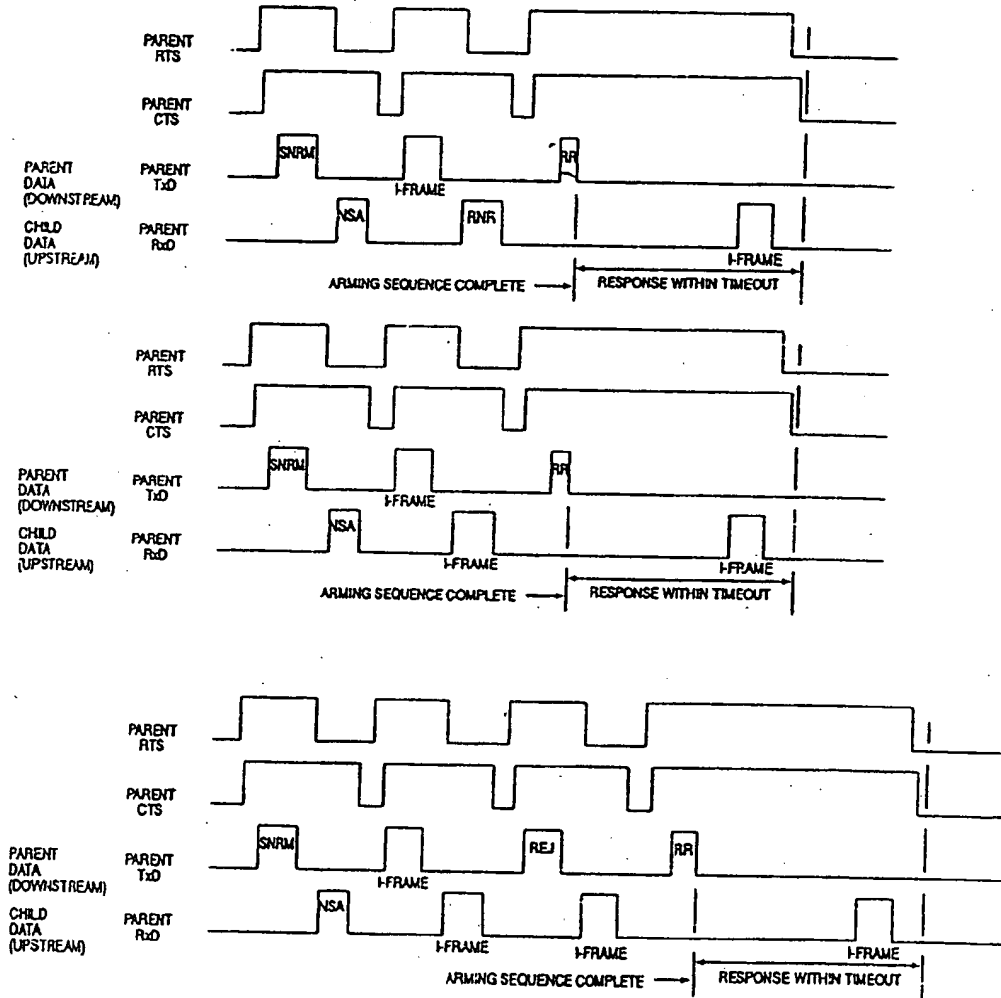 PARENT
RTS
PARENT
CTS
SNRM
RR
PARENT
DATA
(DOWNSTREAM)
PARENT
TxD
I-FRAME
NSA
RNR
CHILD
DATA
(UPSTREAM)
PARENT
RxD
I-FRAME
ARMING SEQUENCE COMPLETE
RESPONSE WITHIN TIMEOUT
PARENT
RTS
PARENT
CTS
SNRM
RR
PARENT
DATA
(DOWNSTREAM)
PARENT
TxD
I-FRAME
NSA
CHILD
DATA
(UPSTREAM)
PARENT
RxD
I-FRAME
I-FRAME
ARMING SEQUENCE COMPLETE
RESPONSE WITHIN TIMEOUT
PARENT
RTS
PARENT
CTS
SNRM
REJ
RR
PARENT
DATA
(DOWNSTREAM)
PARENT
TxD
I-FRAME
NSA
CHILD
DATA
(UPSTREAM)
PARENT
RxD
I-FRAME
I-FRAME
I-FRAME
ARMING SEQUENCE COMPLETE
RESPONSE WITHIN TIMEOUT